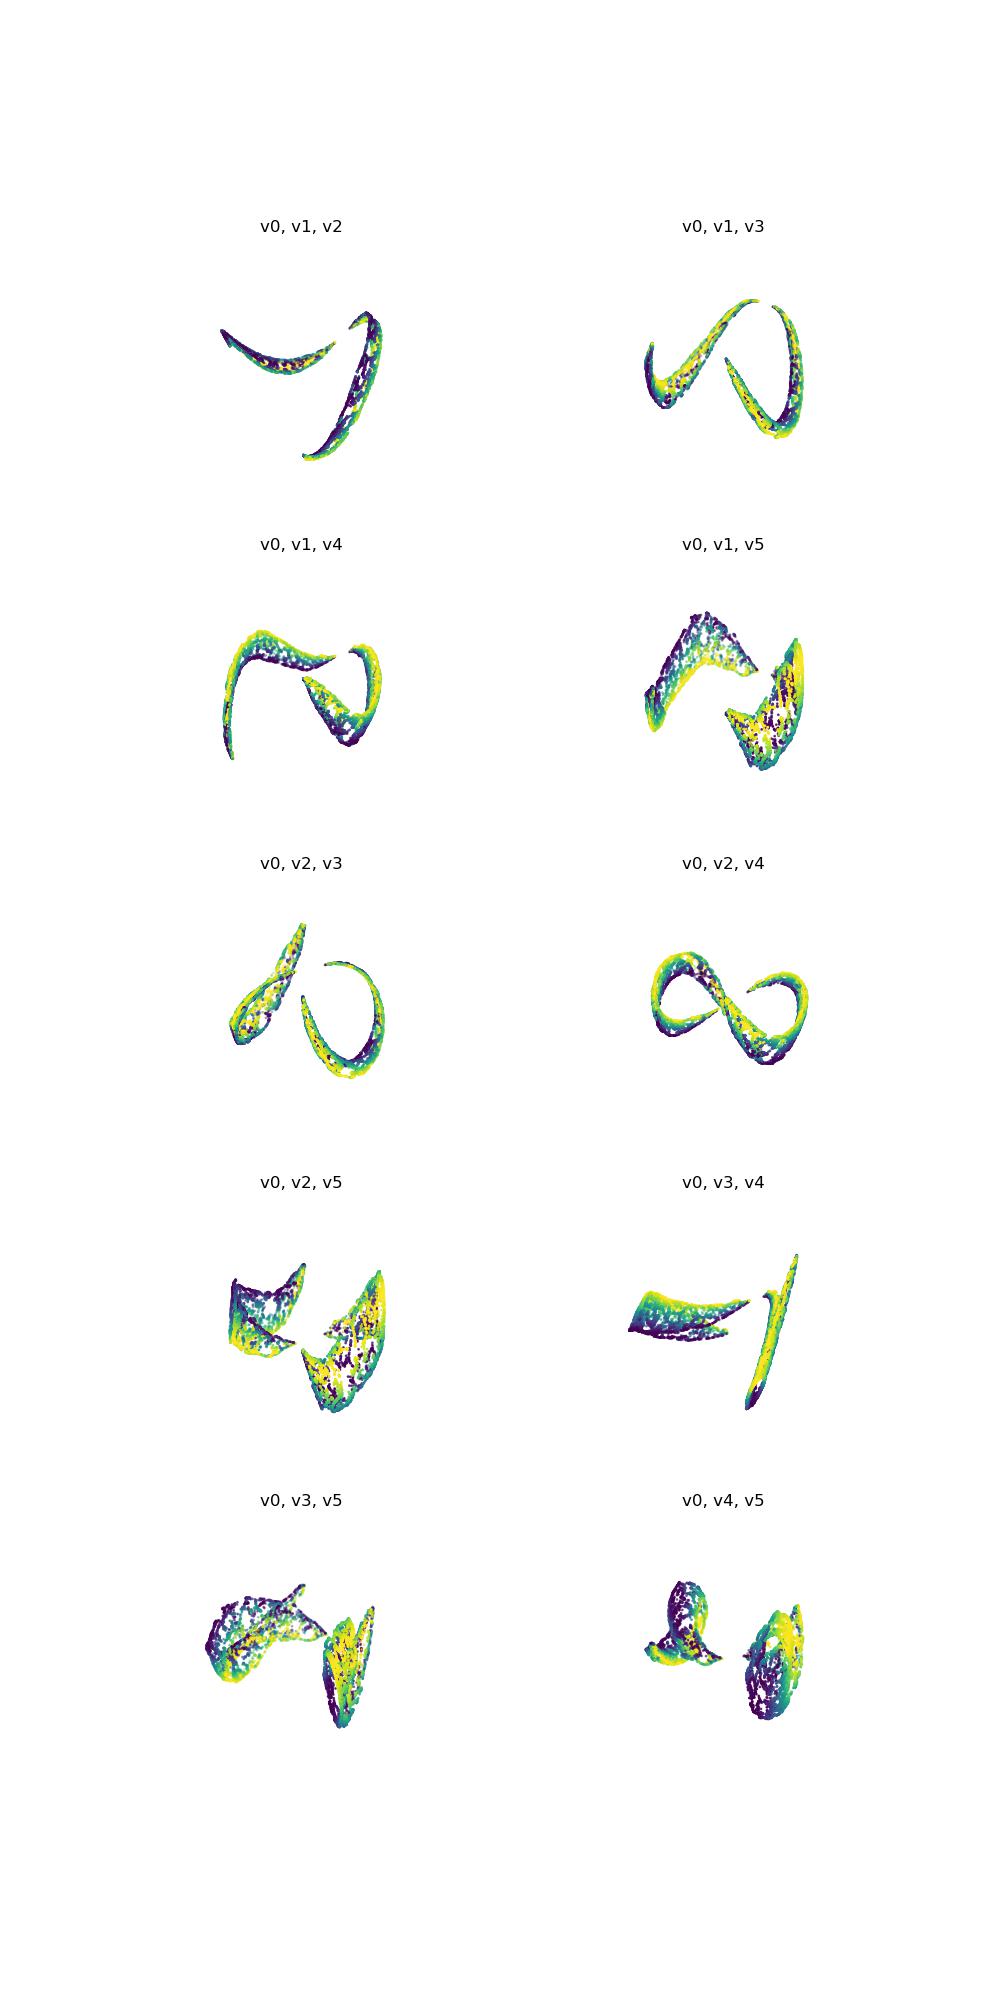 v0, v1, v2
v0, v1, v3
v0, v1, v4
v0, v1, v5
v0, v2, v3
v0, v2, v4
v0, v2, v5
v0, v3, v4
v0, v3, v5
v0, v4, v5